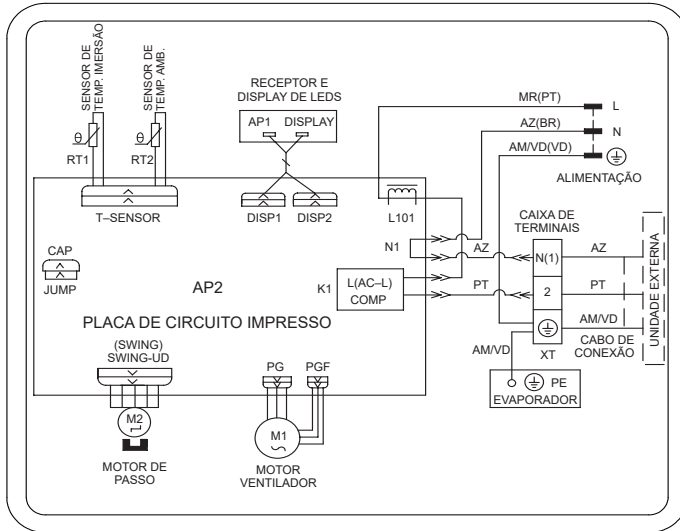 SENSOR DE
TEMP. IMERSÃO
SENSOR DE
TEMP. AMB.
θ
RT1
θ
RT2
T–SENSOR
RECEPTOR E
DISPLAY DE LEDS
AP1 DISPLAY
DISP1
DISP2
L101
MR(PT)
L
AZ(BR)
N
AM/VD(VD)
ALIMENTAÇÃO
CAIXA DE
TERMINAIS
N1
AZ
N(1)
AZ
CAP
JUMP
AP2
K1
L(AC–L)
COMP
PT
2
PT
PLACA DE CIRCUITO IMPRESSO
AM/VD
XT
CABO DE
CONEXÃO
UNIDADE EXTERNA
(SWING)
SWING-UD
PG
PGF
AM/VD
PE
EVAPORADOR
M2
M1
MOTOR DE
PASSO
MOTOR
VENTILADOR